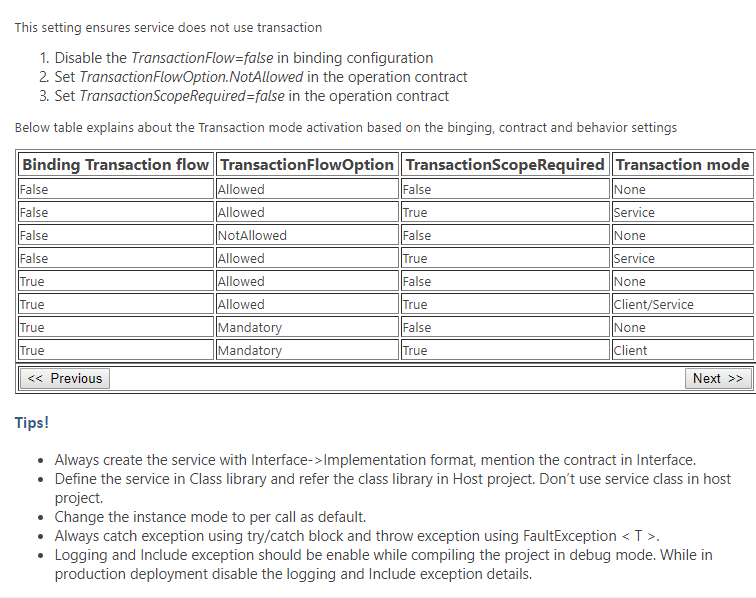 This setting ensures service does not use transaction
1. Disable the TransactionFlow=false in binding configuration
2. Set TransactionFlowOption.NotAllowed in the operation contract
3. Set TransactionScopeRequired=false in the operation contract
Below table explains about the Transaction mode activation based on the binging, contract and behavior settings
Binding Transaction flow TransactionFlowOption TransactionScopeRequired Transaction mode
False Allowed False None
False Allowed True Service
False NotAllowed False None
False Allowed True Service
True Allowed False None
True Allowed True Client/Service
True Mandatory False None
True Mandatory True Client
<< Previous Next >>
Tips!
• Always create the service with Interface->Implementation format, mention the contract in Interface.
• Define the service in Class library and refer the class library in Host project. Don't use service class in host
project.
• Change the instance mode to per call as default.
• Always catch exception using try/catch block and throw exception using FaultException < T >.
• Logging and Include exception should be enable while compiling the project in debug mode. While in
production deployment disable the logging and Include exception details.